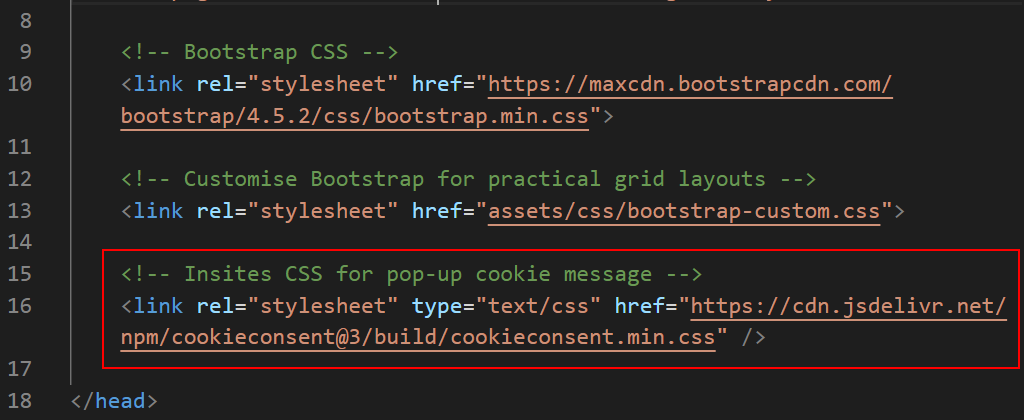 8
9 <!-- Bootstrap CSS -->
10 <link rel="stylesheet" href="https://maxcdn.bootstrapcdn.com/
bootstrap/4.5.2/css/bootstrap.min.css">
11
12 <!-- Customise Bootstrap for practical grid layouts -->
13 <link rel="stylesheet" href="assets/css/bootstrap-custom.css">
14
15 <!-- Insites CSS for pop-up cookie message -->
16 <link rel="stylesheet" type="text/css" href="https://cdn.jsdelivr.net/
npm/cookieconsent@3/build/cookieconsent.min.css" />
17
18 </head>